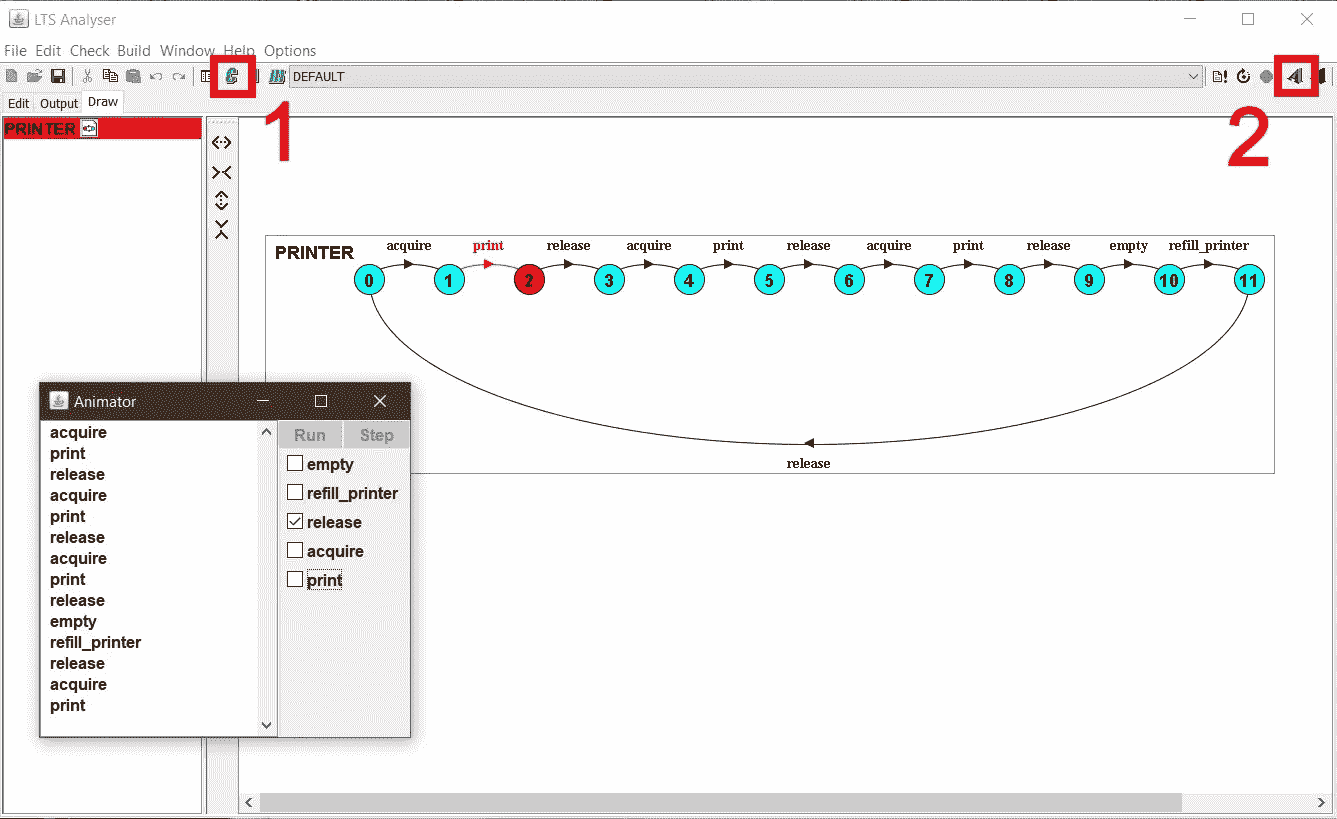 LTS Analyser
File Edit Check Build Window Help Options
DEFAULT
Edit Output Draw
1
2
PRINTER
PRINTER
acquire print release acquire print release acquire print release empty refill_printer
0 1 2 3 4 5 6 7 8 9 10 11
release
Animator
acquire
print
release
acquire
print
release
acquire
print
release
empty
refill_printer
release
acquire
print
Run Step
empty
refill_printer
release
acquire
print